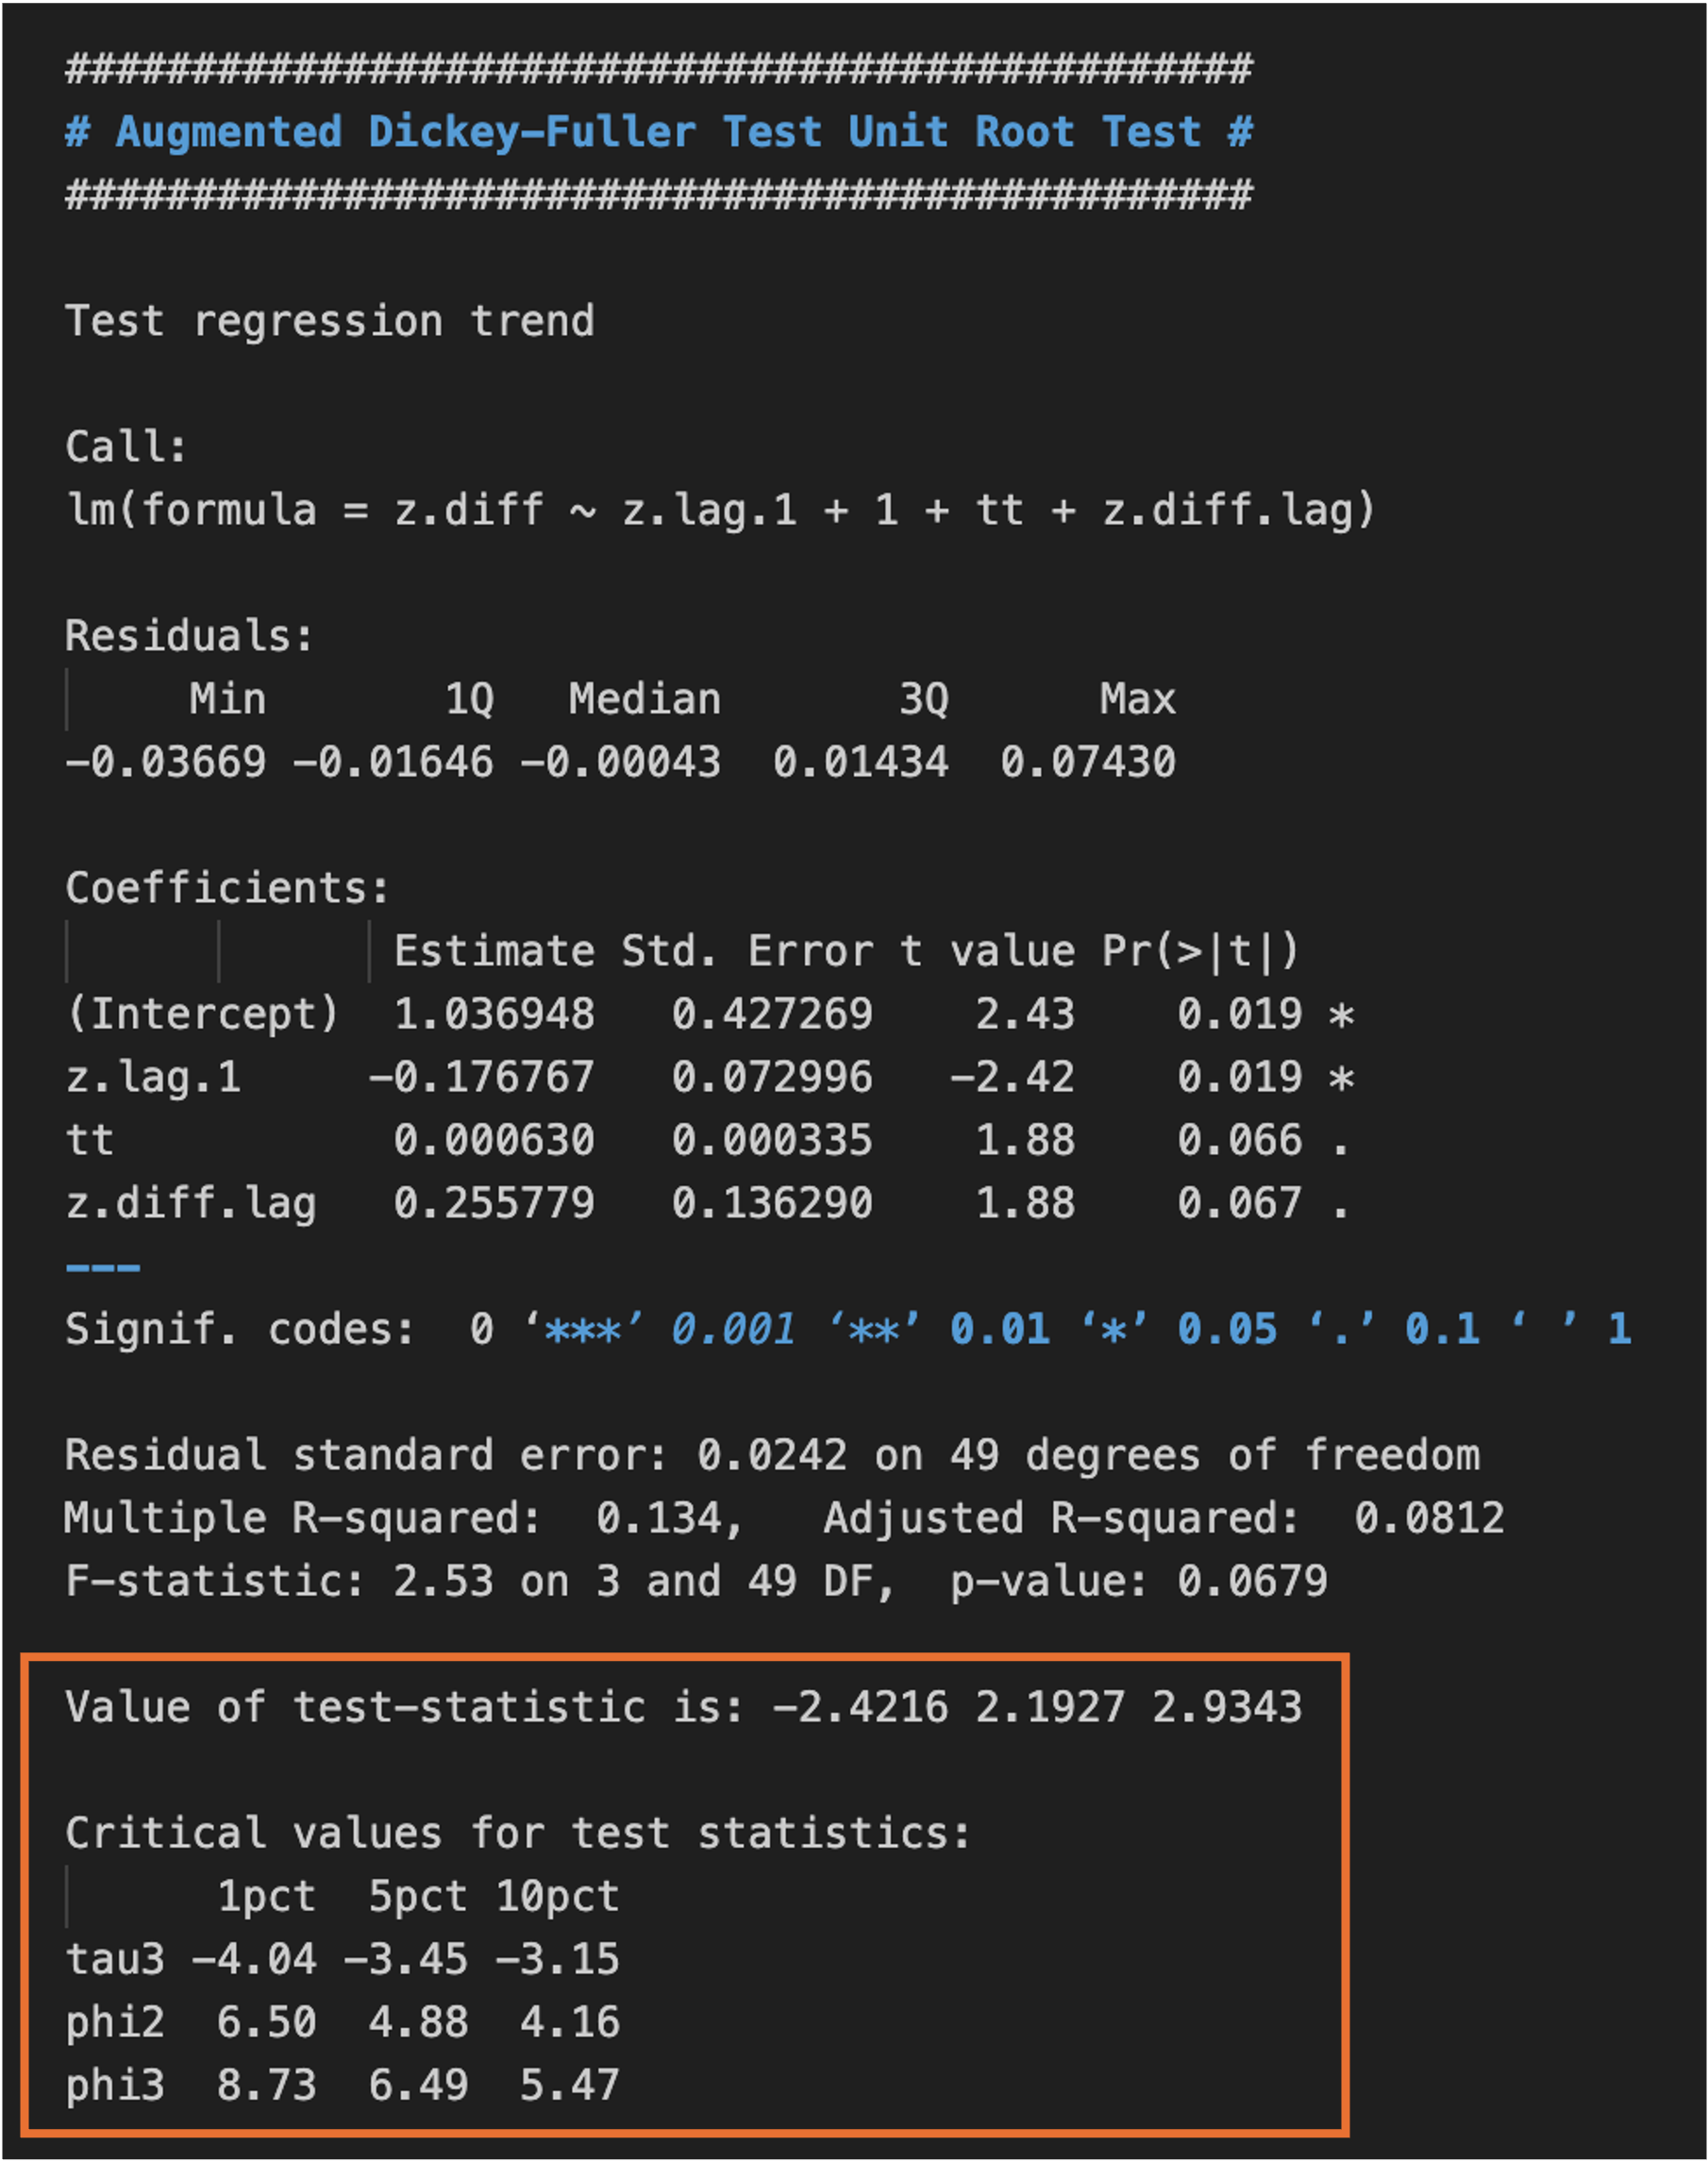 ###############################################
# Augmented Dickey-Fuller Test Unit Root Test #
###############################################
Test regression trend
Call:
lm(formula = z.diff ~ z.lag.1 + 1 + tt + z.diff.lag)
Residuals:
Min 1Q Median 3Q Max
-0.03669 -0.01646 -0.00043 0.01434 0.07430
Coefficients:
Estimate Std. Error t value Pr(>|t|)
(Intercept) 1.036948 0.427269 2.43 0.019 *
z.lag.1 -0.176767 0.072996 -2.42 0.019 *
tt 0.000630 0.000335 1.88 0.066 .
z.diff.lag 0.255779 0.136290 1.88 0.067 .
---
Signif. codes: 0 ‘***’ 0.001 ‘**’ 0.01 ‘*’ 0.05 ‘.’ 0.1 ‘ ’ 1
Residual standard error: 0.0242 on 49 degrees of freedom
Multiple R-squared: 0.134, Adjusted R-squared: 0.0812
F-statistic: 2.53 on 3 and 49 DF, p-value: 0.0679
Value of test-statistic is: -2.4216 2.1927 2.9343
Critical values for test statistics:
1pct 5pct 10pct
tau3 -4.04 -3.45 -3.15
phi2 6.50 4.88 4.16
phi3 8.73 6.49 5.47